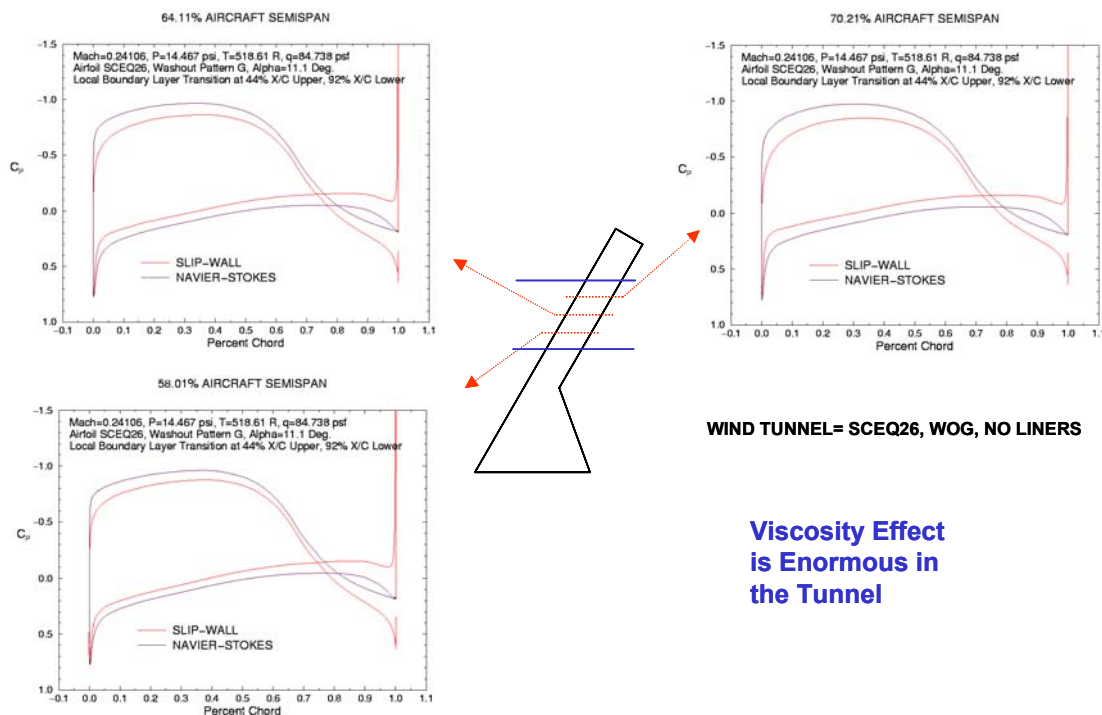 64.11% AIRCRAFT SEMISPAN
Mach=0.24106, P=14.467 psi, T=518.61 R, q=84.738 psf
Airfoil SCEQ26, Washout Pattern G, Alpha=11.1 Deg.
Local Boundary Layer Transition at 44% X/C Upper, 92% X/C Lower
-1.5
-1.0
-0.5
0.0
0.5
1.0
CP
SLIP-WALL
NAVIER-STOKES
-0.1 0.0 0.1 0.2 0.3 0.4 0.5 0.6 0.7 0.8 0.9 1.0 1.1
Percent Chord
70.21% AIRCRAFT SEMISPAN
Mach=0.24106, P=14.467 psi, T=518.61 R, q=84.738 psf
Airfoil SCEQ26, Washout Pattern G, Alpha=11.1 Deg.
Local Boundary Layer Transition at 44% X/C Upper, 92% X/C Lower
-1.5
-1.0
-0.5
0.0
0.5
1.0
CP
SLIP-WALL
NAVIER-STOKES
-0.1 0.0 0.1 0.2 0.3 0.4 0.5 0.6 0.7 0.8 0.9 1.0 1.1
Percent Chord
58.01% AIRCRAFT SEMISPAN
Mach=0.24106, P=14.467 psi, T=518.61 R, q=84.738 psf
Airfoil SCEQ26, Washout Pattern G, Alpha=11.1 Deg.
Local Boundary Layer Transition at 44% X/C Upper, 92% X/C Lower
-1.5
-1.0
-0.5
0.0
0.5
1.0
CP
SLIP-WALL
NAVIER-STOKES
-0.1 0.0 0.1 0.2 0.3 0.4 0.5 0.6 0.7 0.8 0.9 1.0 1.1
Percent Chord
WIND TUNNEL= SCEQ26, WOG, NO LINERS
Viscosity Effect
is Enormous in
the Tunnel